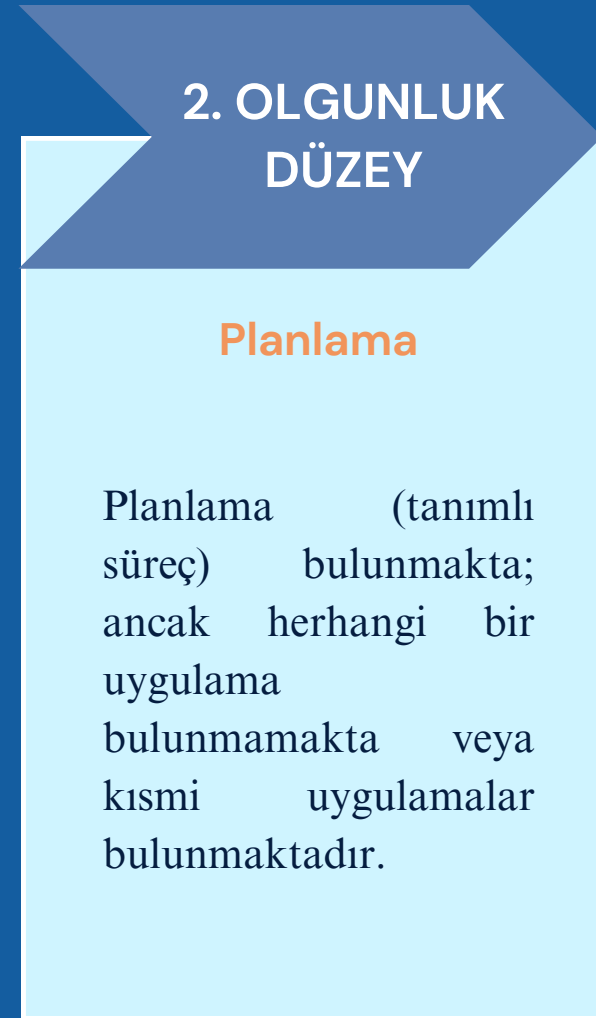 2. OLGUNLUK
DÜZEY
Planlama
Planlama (tanımlı
süreç) bulunmakta;
ancak herhangi bir
uygulama
bulunmamakta veya
kısmi uygulamalar
bulunmaktadır.